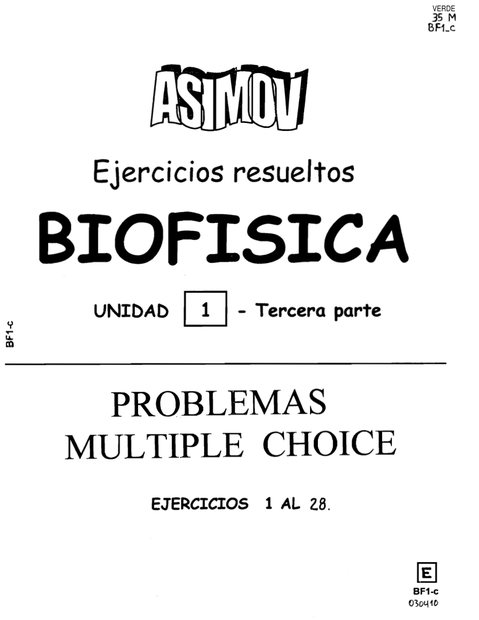 VERDE
35 M
BF1_C
ASIMOV
Ejercicios resueltos
BIOFISICA
UNIDAD 1 - Tercera parte
BF1-c
PROBLEMAS
MULTIPLE CHOICE
EJERCICIOS 1 AL 28.
E
BF1-c
030410